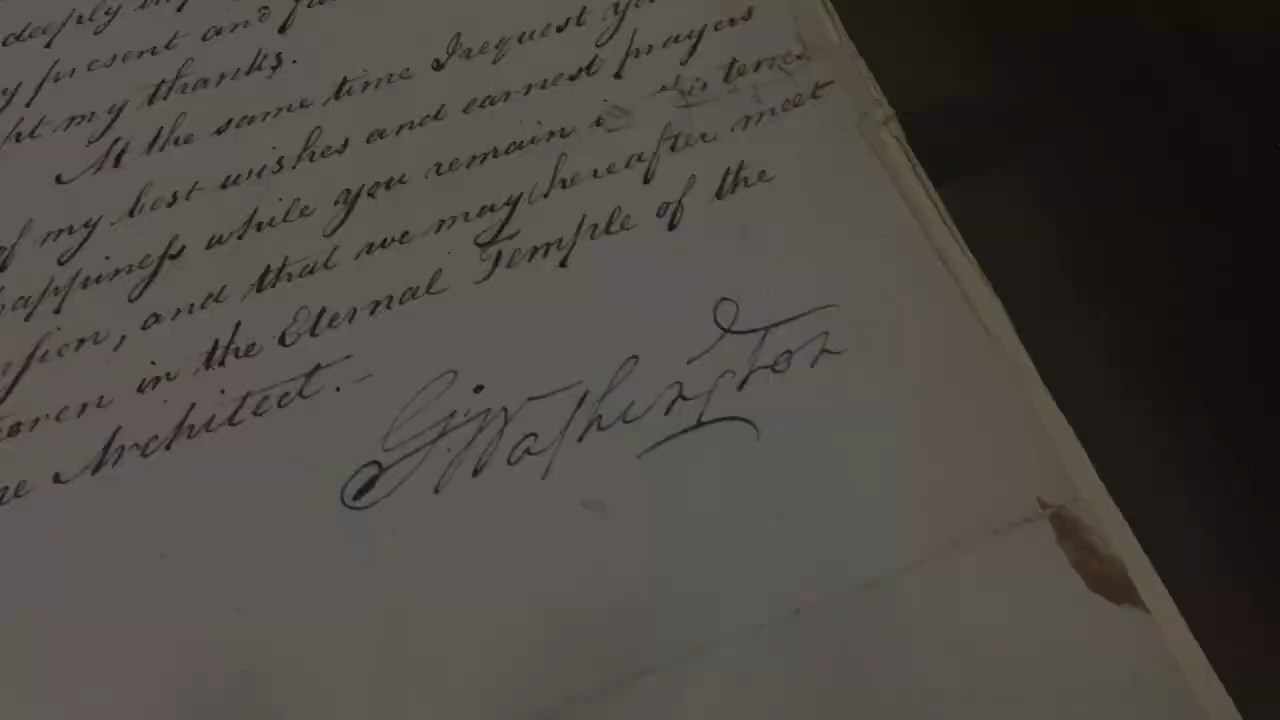 deeply
y present and
ht my thanks.
At the same time I request
of my best wishes and earnest prayers
happiness while you remain
and that we may hereafter meet
in the Eternal Temple of the
Architect.
G:Washington